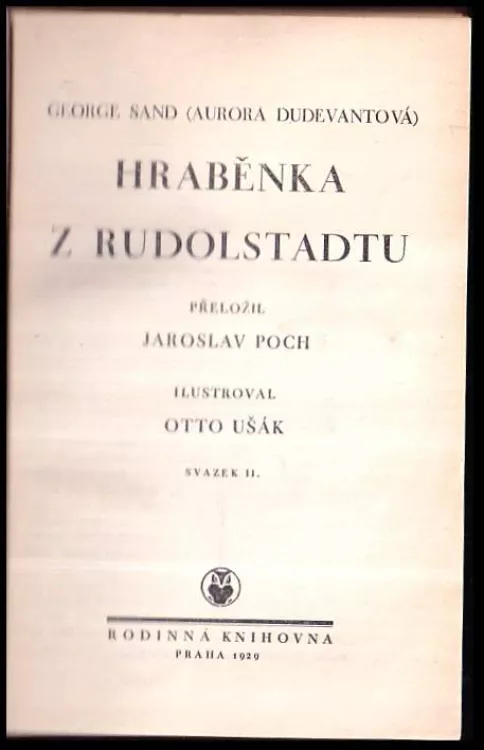 GEORGE SAND (AURORA DUDEVANTOVÁ)
HRABĚNKA
Z RUDOLSTADTU
PŘELOŽIL
JAROSLAV POCH
ILUSTROVAL
OTTO UŠÁK
SVAZEK II.
RODINNÁ KNIHOVNA
PRAHA 1929